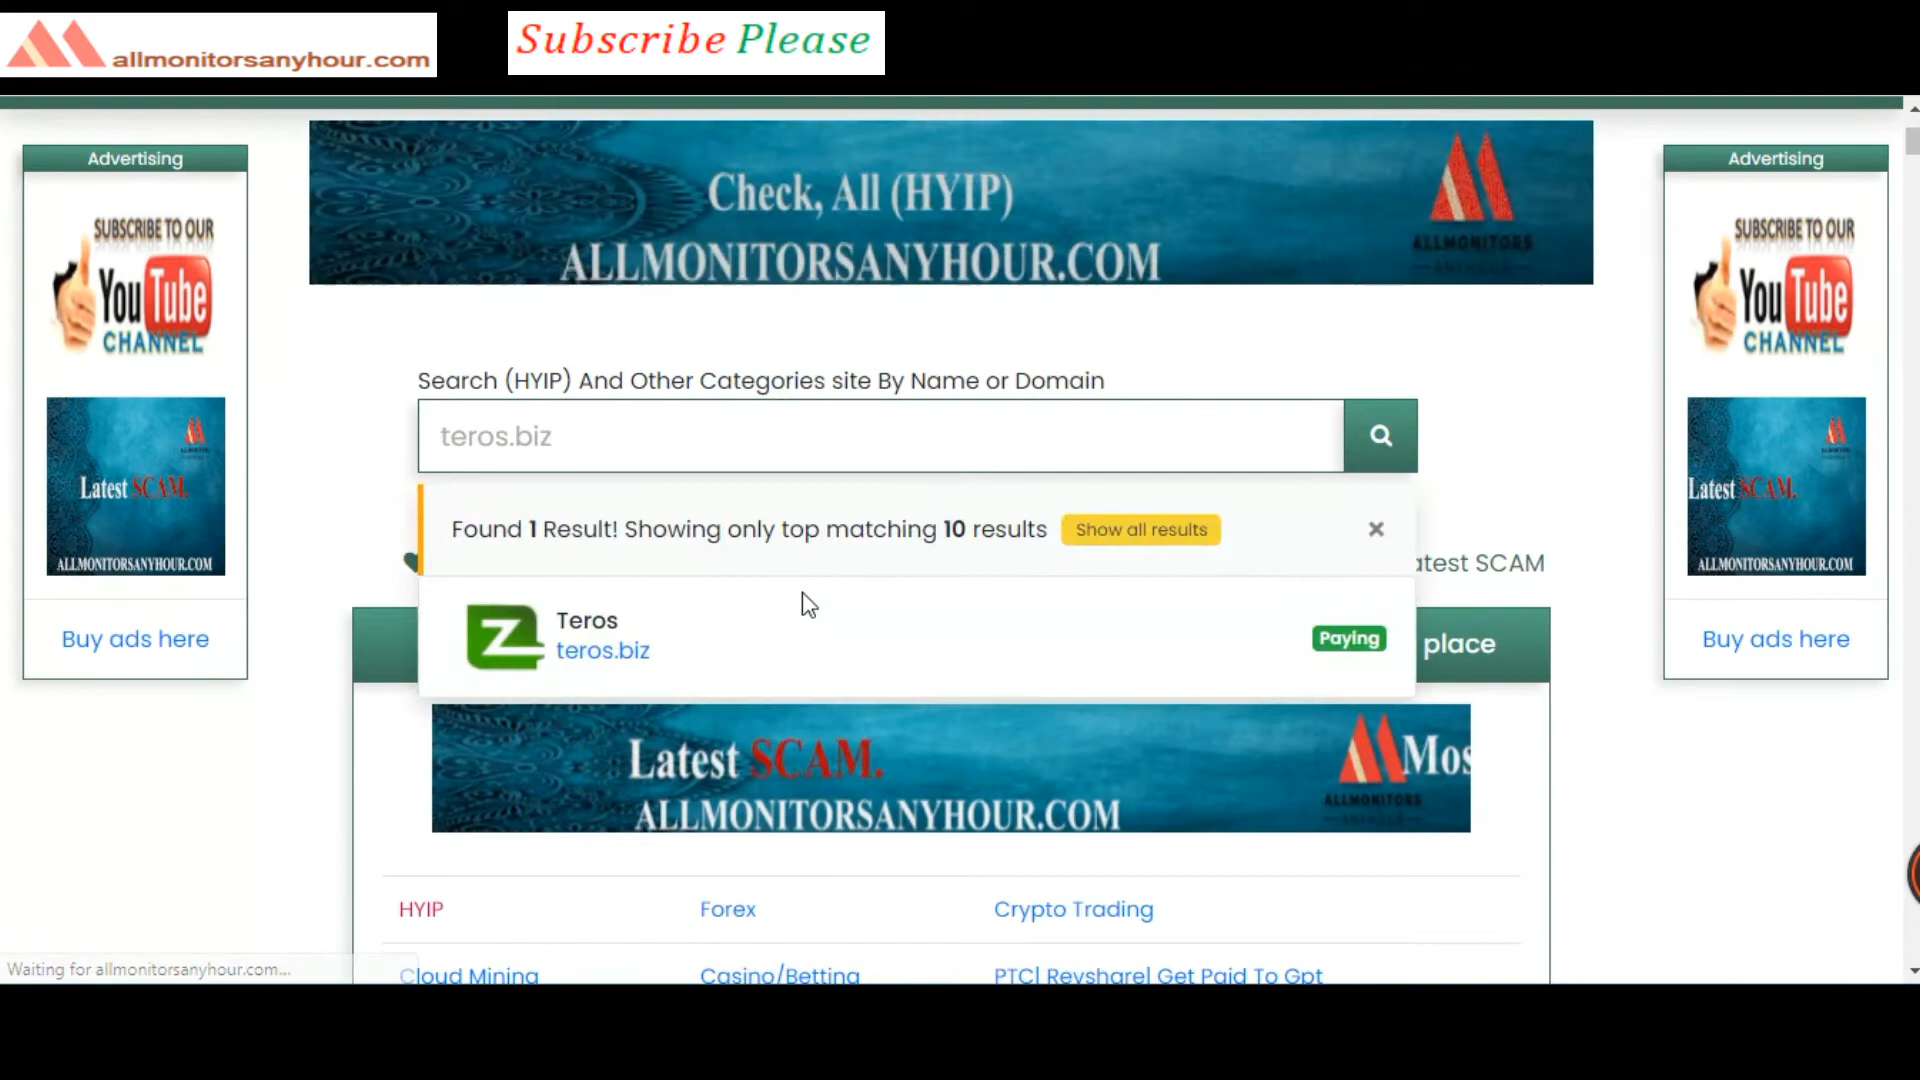 allmonitorsanyhour.com
Subscribe Please
Advertising
SUBSCRIBE TO OUR
YouTube
CHANNEL
Latest SCAM.
ALLMONITORSANYHOUR.COM
Buy ads here
Check, All (HYIP)
ALLMONITORSANYHOUR.COM
ALLMONITORS
ANYHOUR
Search (HYIP) And Other Categories site By Name or Domain
teros.biz
Found 1 Result! Showing only top matching 10 results
Show all results
×
atest SCAM
Teros
teros.biz
Paying
place
Latest SCAM.
ALLMONITORSANYHOUR.COM
Mos
ALLMONITORS
ANYHOUR
HYIP
Forex
Crypto Trading
Cloud Mining
Casino/Betting
PTC| Revshare| Get Paid To Gpt
Advertising
SUBSCRIBE TO OUR
YouTube
CHANNEL
Latest SCAM.
ALLMONITORSANYHOUR.COM
Buy ads here
Waiting for allmonitorsanyhour.com...